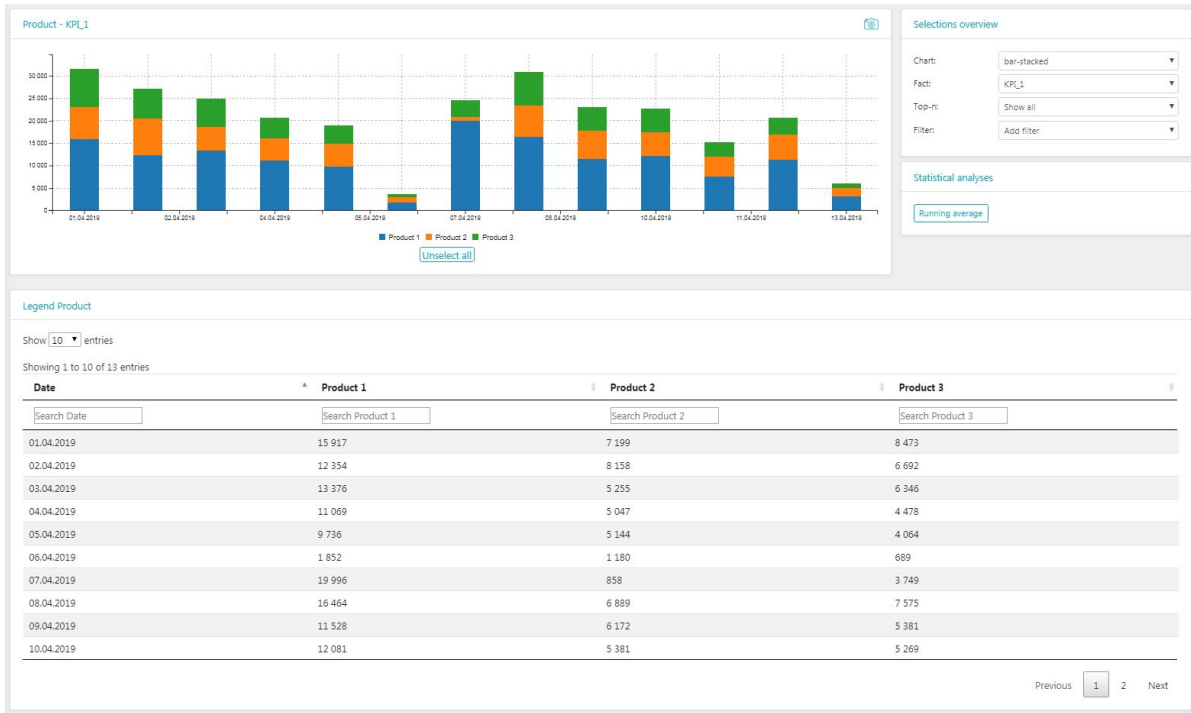 Product - KPI_1
30 000
25 000
20 000
15 000
10 000
5 000
0
01.04.2019 02.04.2019 04.04.2019 05.04.2019 07.04.2019 08.04.2019 10.04.2019 11.04.2019 13.04.2019
Product 1 Product 2 Product 3
Unselect all
Selections overview
Chart: bar-stacked
Fact: KPI_1
Top-n: Show all
Filter: Add filter
Statistical analyses
Running average
Legend Product
Show 10 entries
Showing 1 to 10 of 13 entries
Date Product 1 Product 2 Product 3
Search Date Search Product 1 Search Product 2 Search Product 3
01.04.2019 15 917 7 199 8 473
02.04.2019 12 354 8 158 6 692
03.04.2019 13 376 5 255 6 346
04.04.2019 11 069 5 047 4 478
05.04.2019 9 736 5 144 4 064
06.04.2019 1 852 1 180 689
07.04.2019 19 996 858 3 749
08.04.2019 16 464 6 889 7 575
09.04.2019 11 528 6 172 5 381
10.04.2019 12 081 5 381 5 269
Previous 1 2 Next